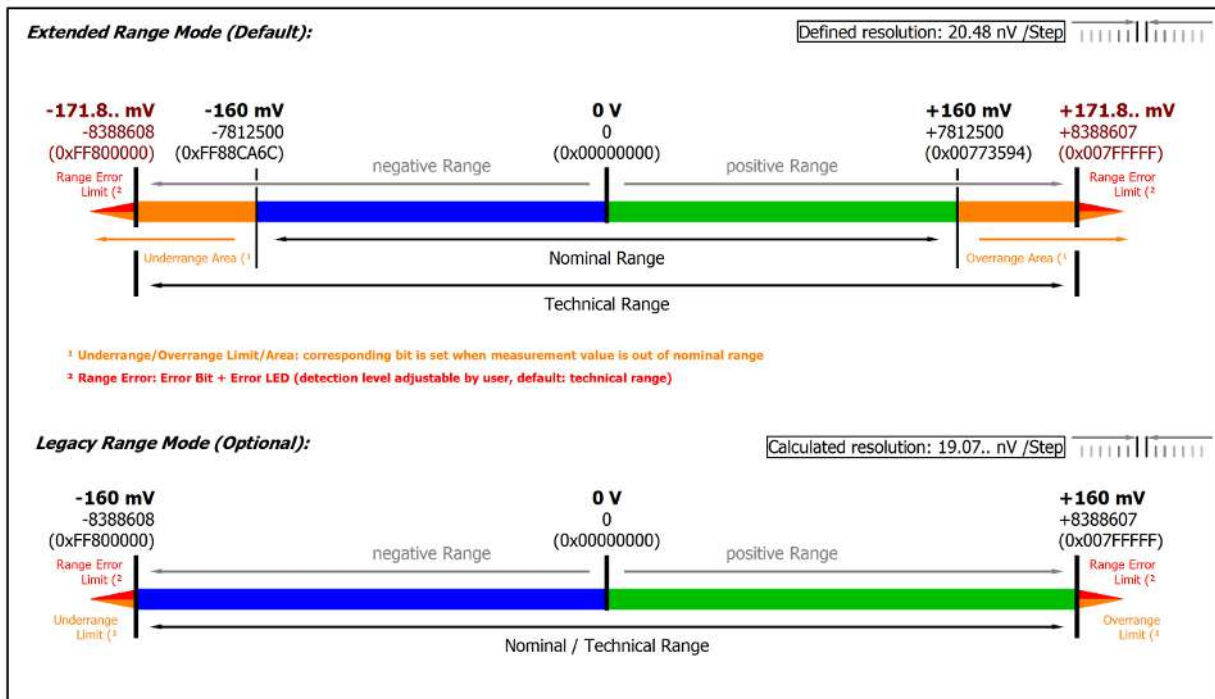 Extended Range Mode (Default):
Defined resolution: 20.48 nV /Step
-171.8.. mV
-8388608
(0xFF800000)
-160 mV
-7812500
(0xFF88CA6C)
0 V
0
(0x00000000)
+160 mV
+7812500
(0x00773594)
+171.8.. mV
+8388607
(0x007FFFFF)
negative Range
positive Range
Range Error
Limit (²
Range Error
Limit (²
Underrange Area (¹
Nominal Range
Overrange Area (¹
Technical Range
¹ Underrange/Overrange Limit/Area: corresponding bit is set when measurement value is out of nominal range
² Range Error: Error Bit + Error LED (detection level adjustable by user, default: technical range)
Legacy Range Mode (Optional):
Calculated resolution: 19.07.. nV /Step
-160 mV
-8388608
(0xFF800000)
0 V
0
(0x00000000)
+160 mV
+8388607
(0x007FFFFF)
negative Range
positive Range
Range Error
Limit (²
Range Error
Limit (²
Underrange
Limit (¹
Overrange
Limit (¹
Nominal / Technical Range